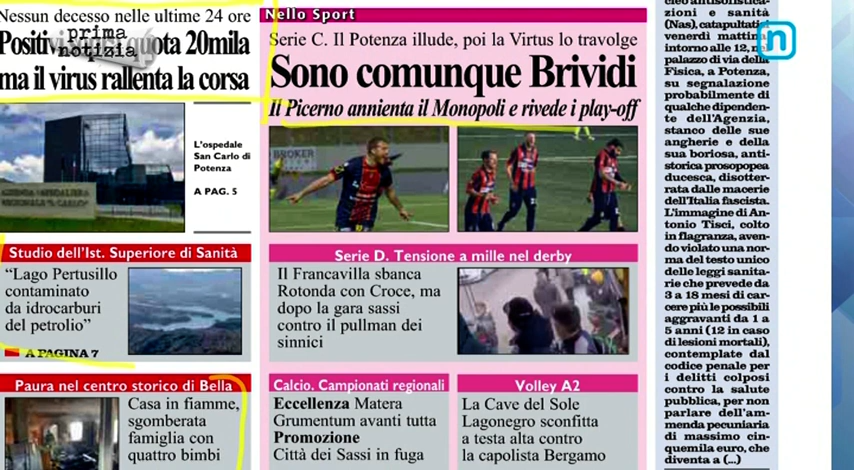 Nessun decesso nelle ultime 24 ore
Positivi quota 20mila
ma il virus rallenta la corsa
prima
notizia
L'ospedale
San Carlo di
Potenza
A PAG. 5
Studio dell'Ist. Superiore di Sanità
"Lago Pertusillo
contaminato
da idrocarburi
del petrolio"
A PAGINA 7
Paura nel centro storico di Bella
Casa in fiamme,
sgomberata
famiglia con
quattro bimbi
Nello Sport
Serie C. Il Potenza illude, poi la Virtus lo travolge
Sono comunque Brividi
Il Picerno annienta il Monopoli e rivede i play-off
BROKER
Serie D. Tensione a mille nel derby
Il Francavilla sbanca
Rotonda con Croce, ma
dopo la gara sassi
contro il pullman dei
sinnici
Calcio. Campionati regionali
Eccellenza Matera
Grumentum avanti tutta
Promozione
Città dei Sassi in fuga
Volley A2
La Cave del Sole
Lagonegro sconfitta
a testa alta contro
la capolista Bergamo
n
zioni e sanità
(Nas), catapultati
venerdì mattina
intorno alle 12, nel
palazzo di via della
Fisica, a Potenza,
su segnalazione
probabilmente di
qualche dipendente
dell'Agenzia,
stanco delle sue
angherie e della
sua boriosa, anti-
storica prosopopea
ducesca, disotter-
rata dalle macerie
dell'Italia fascista.
L'immagine di An-
tonio Tisci, colto
in flagranza, aven-
do violato una nor-
ma del testo unico
delle leggi sanita-
rie che prevede da
3 a 18 mesi di car-
cere più le possibili
aggravanti da 1 a
5 anni (12 in caso
di lesioni mortali),
contemplate dal
codice penale per
i delitti colposi
contro la salute
pubblica, per non
parlare dell'am-
menda pecuniaria
di massimo cin-
quemila euro, che
diventa a (...)